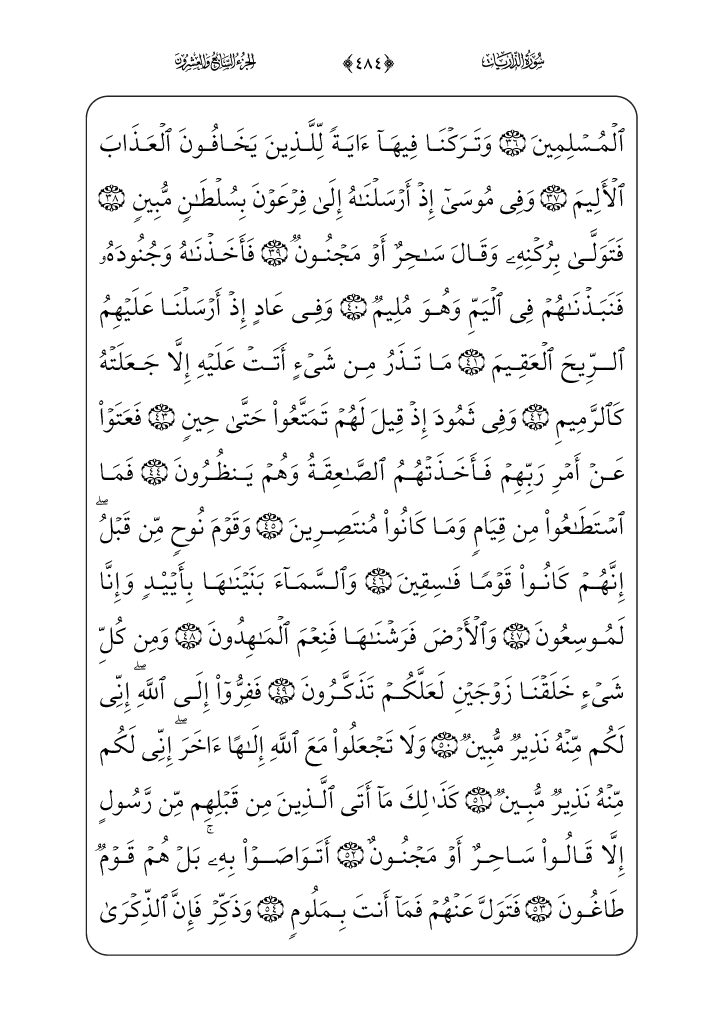 سُورَةُ الذَّارِيَاتِ ﴿٤٨٤﴾ الجُزْءُ السَّابِعُ وَالعِشْرُونَ
ٱلۡمُسۡلِمِينَ ٣٦ وَتَرَكۡنَا فِيهَآ ءَايَةٗ لِّلَّذِينَ يَخَافُونَ ٱلۡعَذَابَ
ٱلۡأَلِيمَ ٣٧ وَفِي مُوسَىٰٓ إِذۡ أَرۡسَلۡنَٰهُ إِلَىٰ فِرۡعَوۡنَ بِسُلۡطَٰنٖ مُّبِينٖ ٣٨
فَتَوَلَّىٰ بِرُكۡنِهِۦ وَقَالَ سَٰحِرٌ أَوۡ مَجۡنُونٞ ٣٩ فَأَخَذۡنَٰهُ وَجُنُودَهُۥ
فَنَبَذۡنَٰهُمۡ فِي ٱلۡيَمِّ وَهُوَ مُلِيمٞ ٤٠ وَفِي عَادٍ إِذۡ أَرۡسَلۡنَا عَلَيۡهِمُ
ٱلرِّيحَ ٱلۡعَقِيمَ ٤١ مَا تَذَرُ مِن شَيۡءٍ أَتَتۡ عَلَيۡهِ إِلَّا جَعَلَتۡهُ
كَٱلرَّمِيمِ ٤٢ وَفِي ثَمُودَ إِذۡ قِيلَ لَهُمۡ تَمَتَّعُواْ حَتَّىٰ حِينٖ ٤٣ فَعَتَوۡاْ
عَنۡ أَمۡرِ رَبِّهِمۡ فَأَخَذَتۡهُمُ ٱلصَّٰعِقَةُ وَهُمۡ يَنظُرُونَ ٤٤ فَمَا
ٱسۡتَطَٰعُواْ مِن قِيَامٖ وَمَا كَانُواْ مُنتَصِرِينَ ٤٥ وَقَوۡمَ نُوحٖ مِّن قَبۡلُۖ
إِنَّهُمۡ كَانُواْ قَوۡمٗا فَٰسِقِينَ ٤٦ وَٱلسَّمَآءَ بَنَيۡنَٰهَا بِأَيۡيْدٖ وَإِنَّا
لَمُوسِعُونَ ٤٧ وَٱلۡأَرۡضَ فَرَشۡنَٰهَا فَنِعۡمَ ٱلۡمَٰهِدُونَ ٤٨ وَمِن كُلِّ
شَيۡءٍ خَلَقۡنَا زَوۡجَيۡنِ لَعَلَّكُمۡ تَذَكَّرُونَ ٤٩ فَفِرُّوٓاْ إِلَى ٱللَّهِۖ إِنِّي
لَكُم مِّنۡهُ نَذِيرٞ مُّبِينٞ ٥٠ وَلَا تَجۡعَلُواْ مَعَ ٱللَّهِ إِلَٰهًا ءَاخَرَۖ إِنِّي لَكُم
مِّنۡهُ نَذِيرٞ مُّبِينٞ ٥١ كَذَٰلِكَ مَآ أَتَى ٱلَّذِينَ مِن قَبۡلِهِم مِّن رَّسُولٍ
إِلَّا قَالُواْ سَاحِرٌ أَوۡ مَجۡنُونٌ ٥٢ أَتَوَاصَوۡاْ بِهِۦۚ بَلۡ هُمۡ قَوۡمٞ
طَاغُونَ ٥٣ فَتَوَلَّ عَنۡهُمۡ فَمَآ أَنتَ بِمَلُومٖ ٥٤ وَذَكِّرۡ فَإِنَّ ٱلذِّكۡرَىٰ